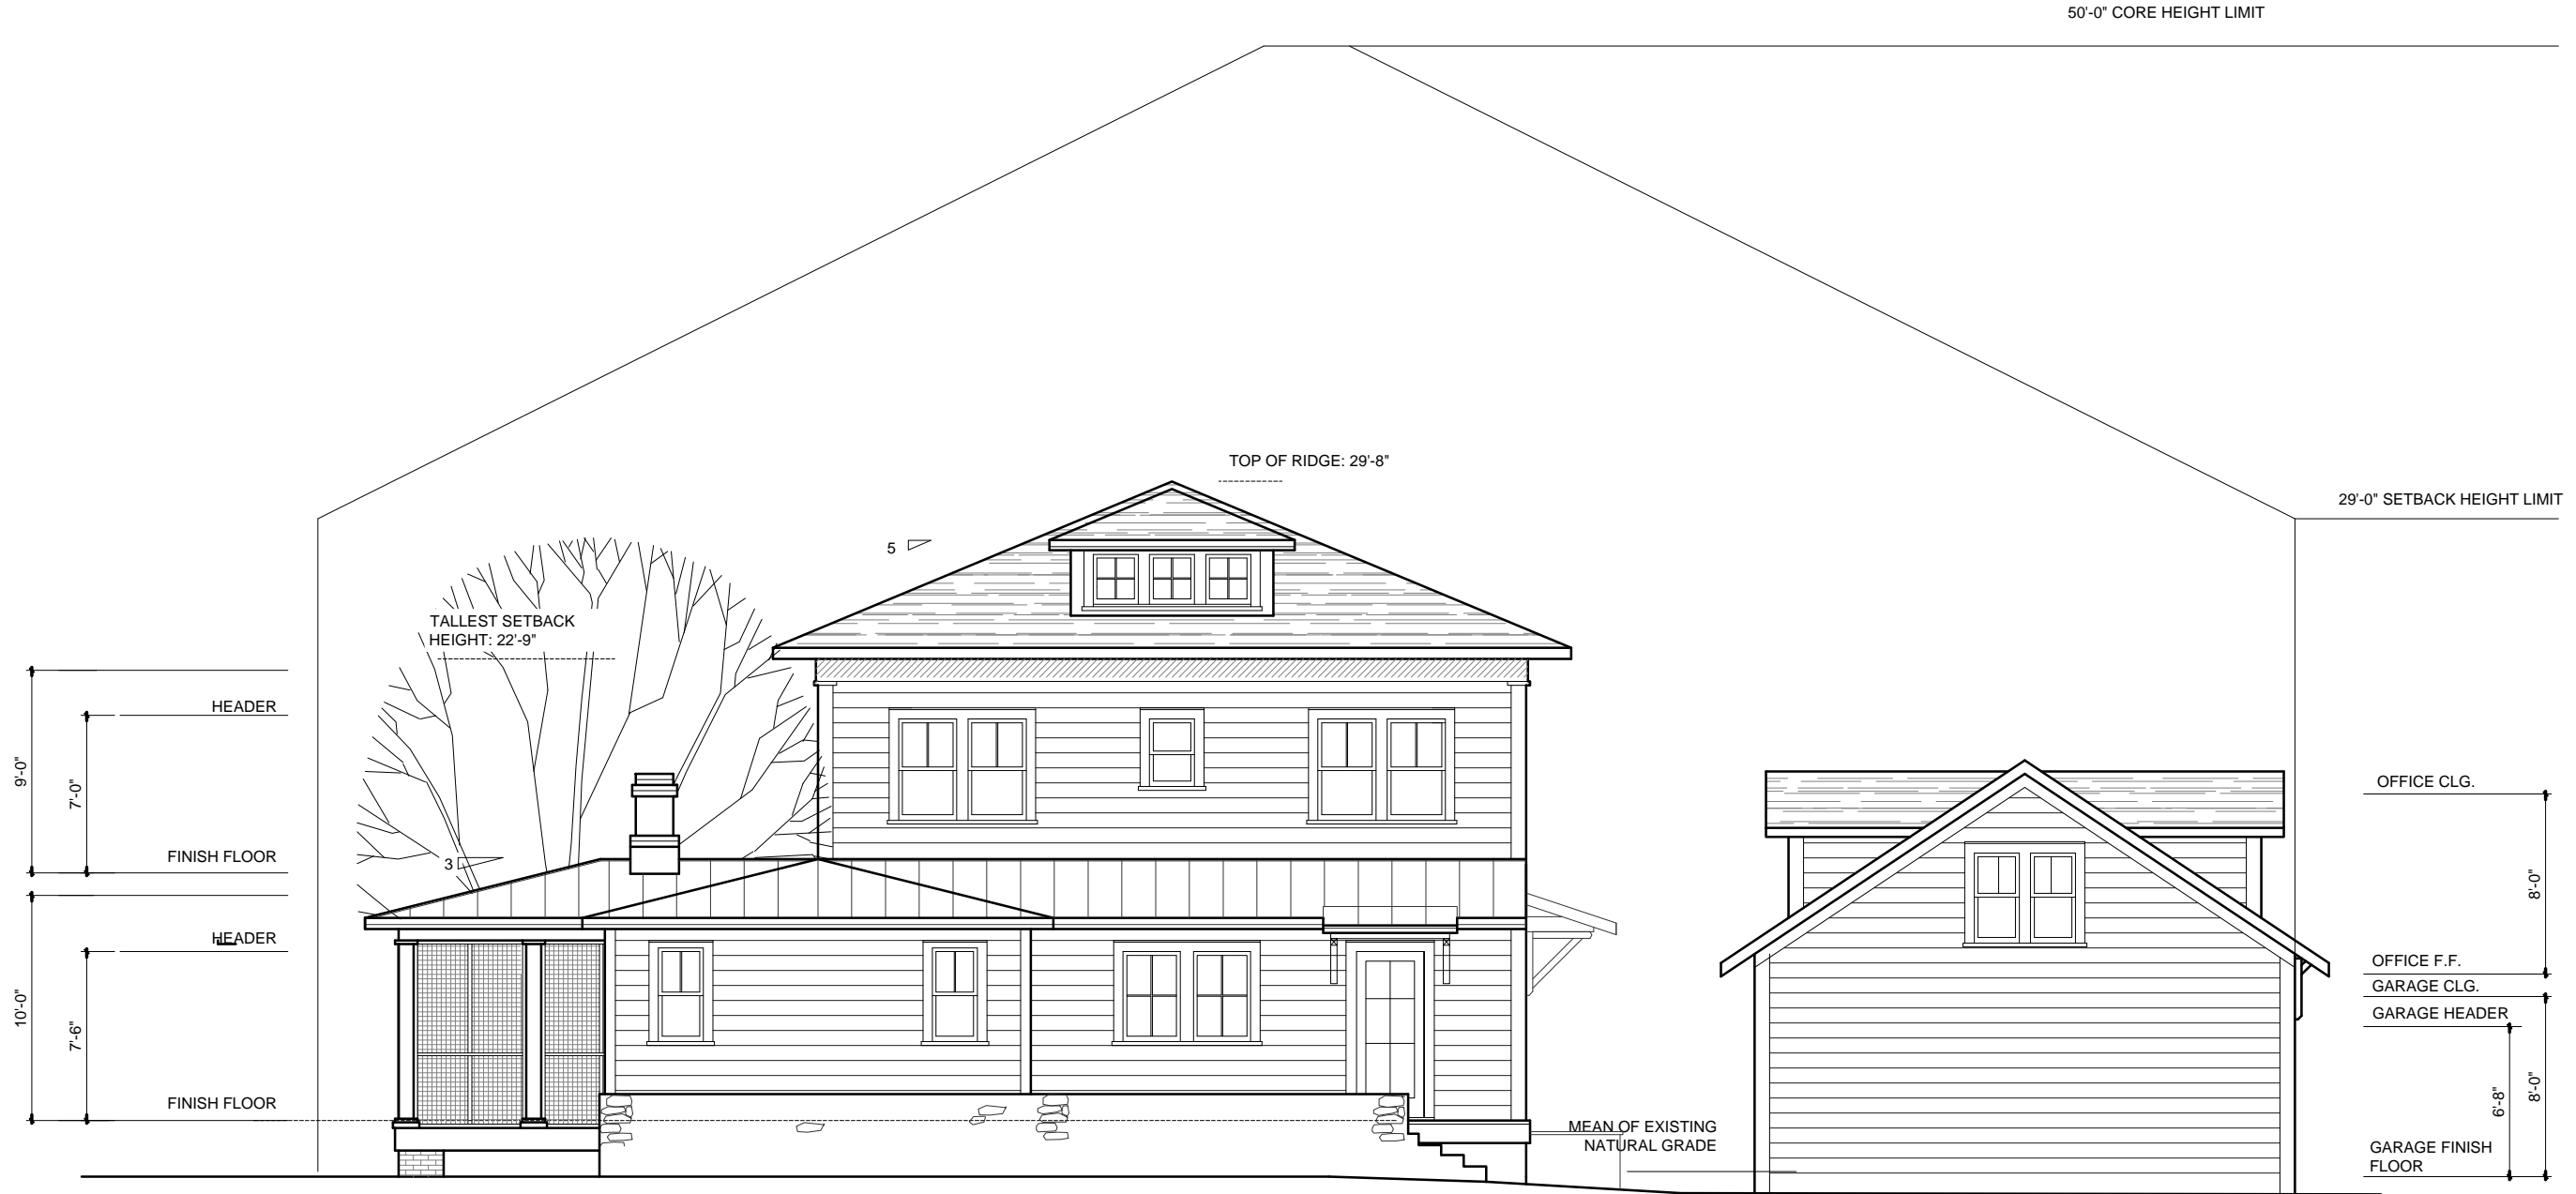 50'-0" CORE HEIGHT LIMIT
TOP OF RIDGE: 29'-8"
29'-0" SETBACK HEIGHT LIMIT
5
TALLEST SETBACK
HEIGHT: 22'-9"
HEADER
9'-0"
7'-0"
FINISH FLOOR
3
HEADER
10'-0"
7'-6"
FINISH FLOOR
MEAN OF EXISTING
NATURAL GRADE
OFFICE CLG.
8'-0"
OFFICE F.F.
GARAGE CLG.
GARAGE HEADER
6'-8"
8'-0"
GARAGE FINISH
FLOOR